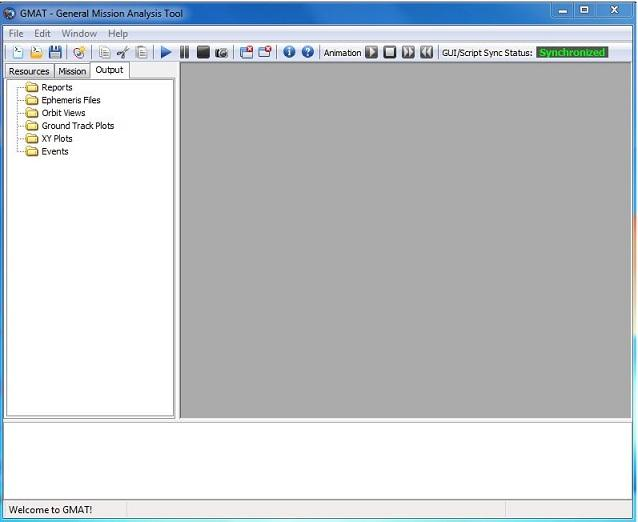 GMAT - General Mission Analysis Tool
File Edit Window Help
Animation GUI/Script Sync Status: Synchronized
Resources Mission Output
Reports
Ephemeris Files
Orbit Views
Ground Track Plots
XY Plots
Events
Welcome to GMAT!